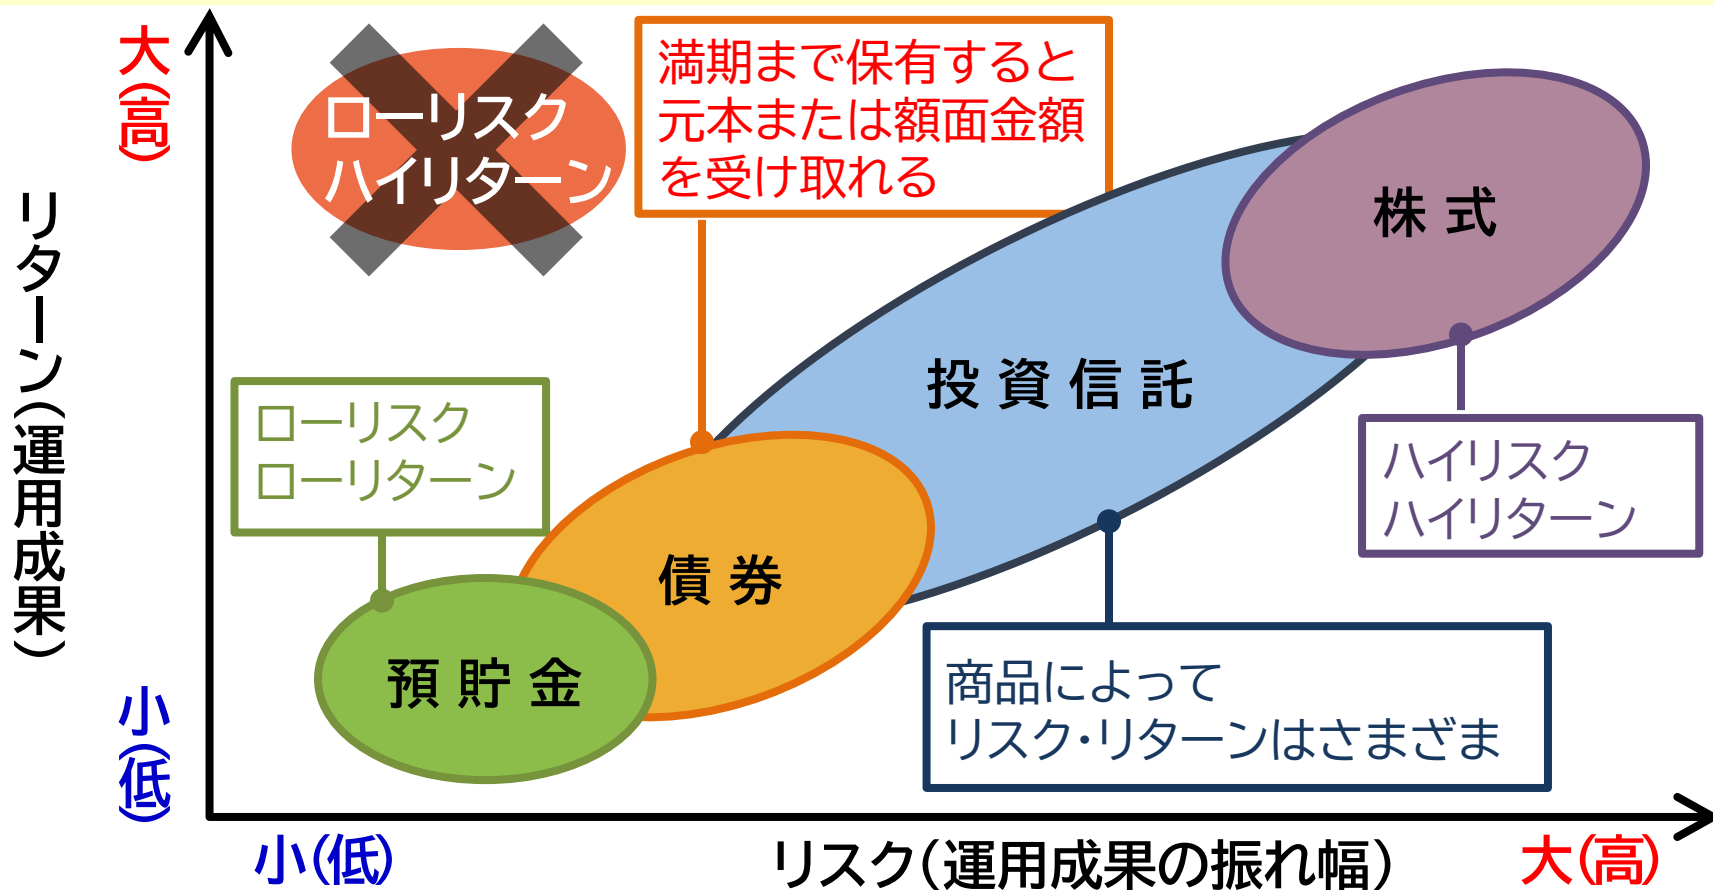 大(高)
ローリスク
ハイリターン
満期まで保有すると
元本または額面金額
を受け取れる
株式
リターン(運用成果)
投資信託
ローリスク
ローリターン
ハイリスク
ハイリターン
債券
預貯金
商品によって
リスク・リターンはさまざま
小(低)
小(低)
リスク(運用成果の振れ幅)
大(高)